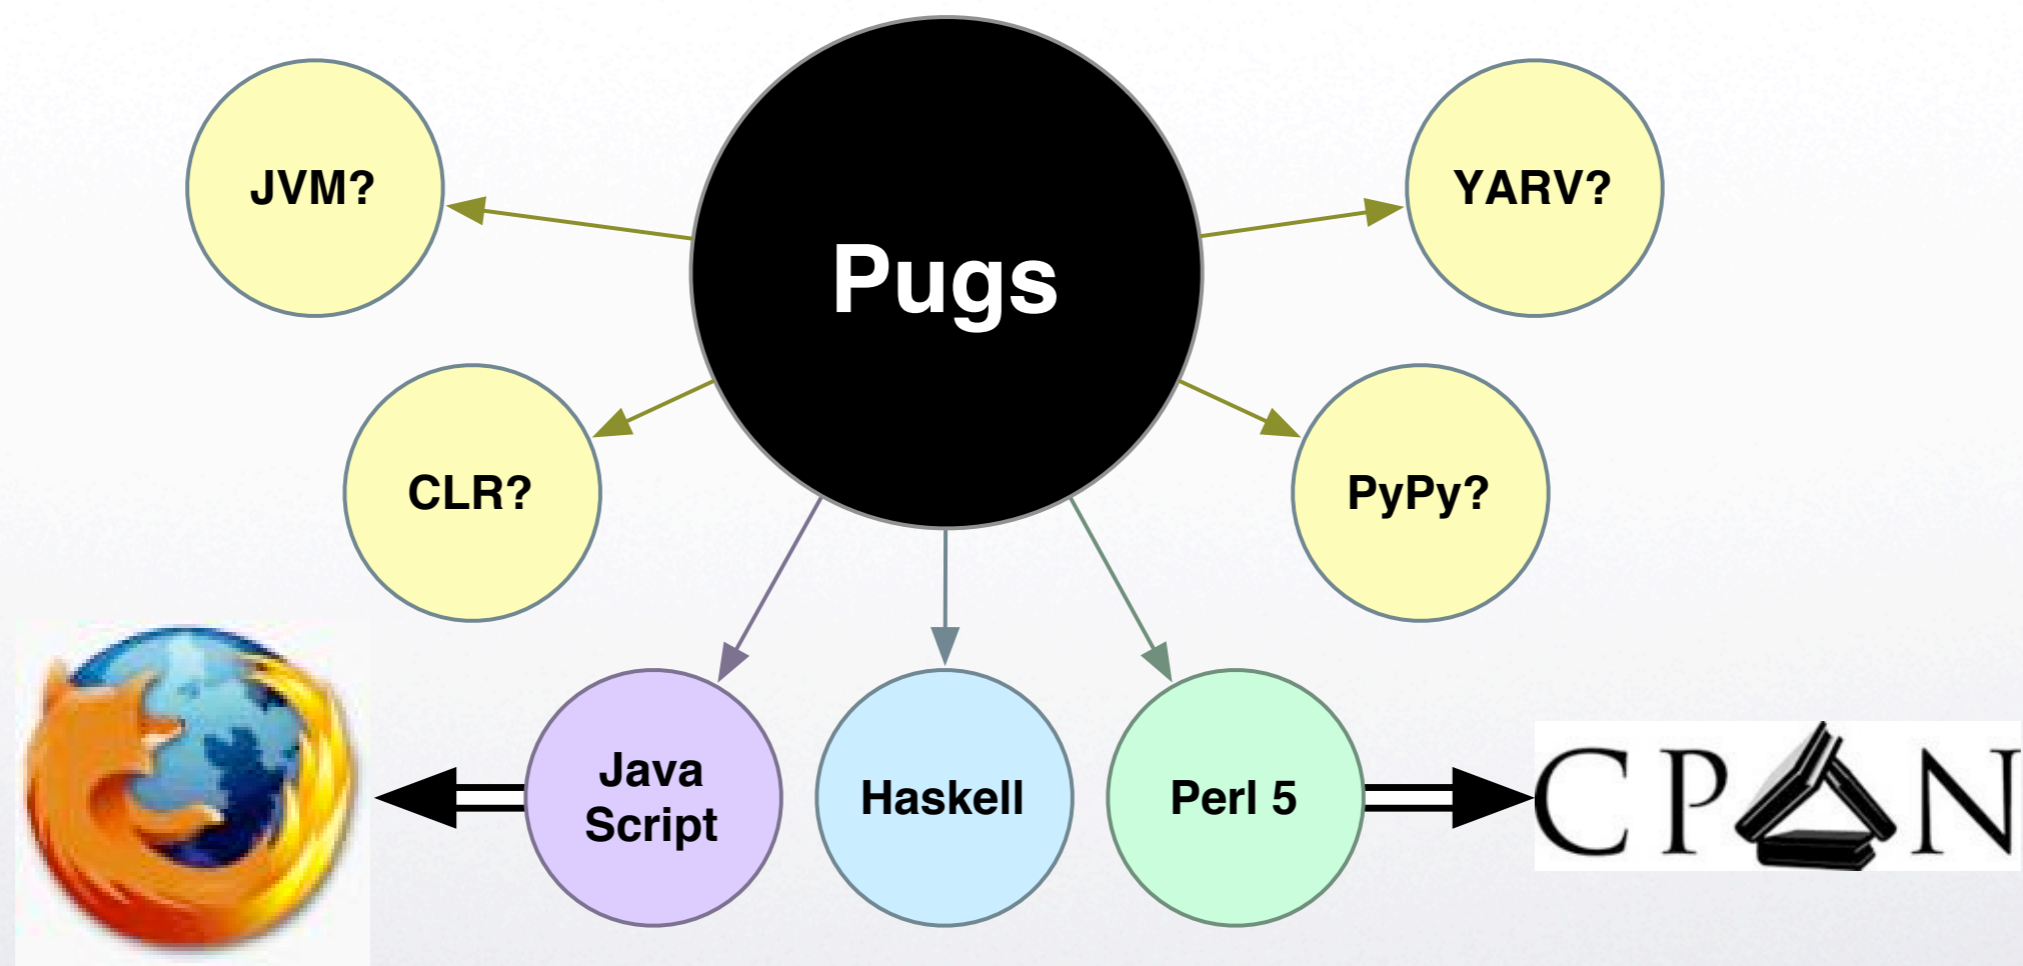 Pugs
JVM?
YARV?
CLR?
PyPy?
Java
Script
Haskell
Perl 5
CPAN